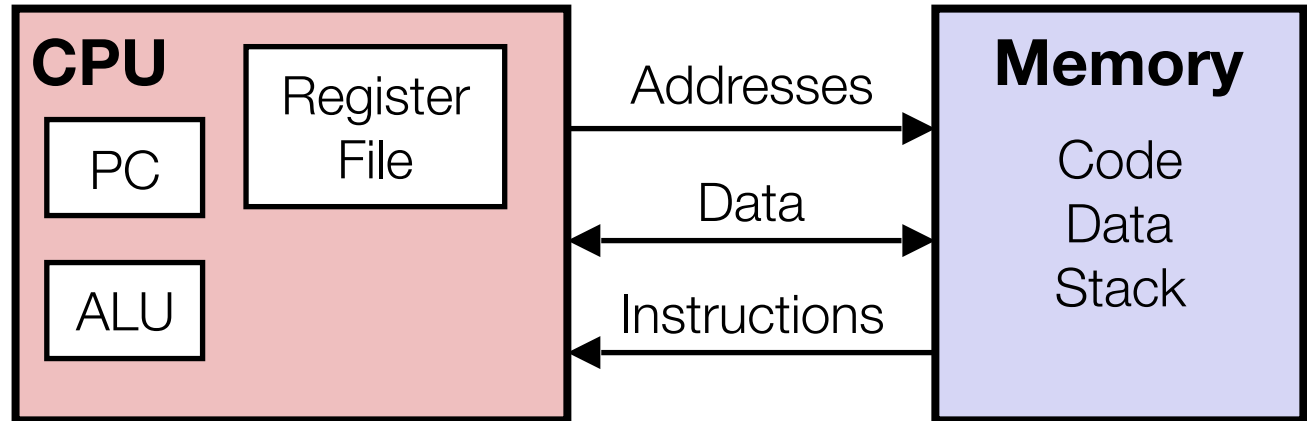 CPU
Register
File
PC
ALU
Addresses
Data
Instructions
Memory
Code
Data
Stack